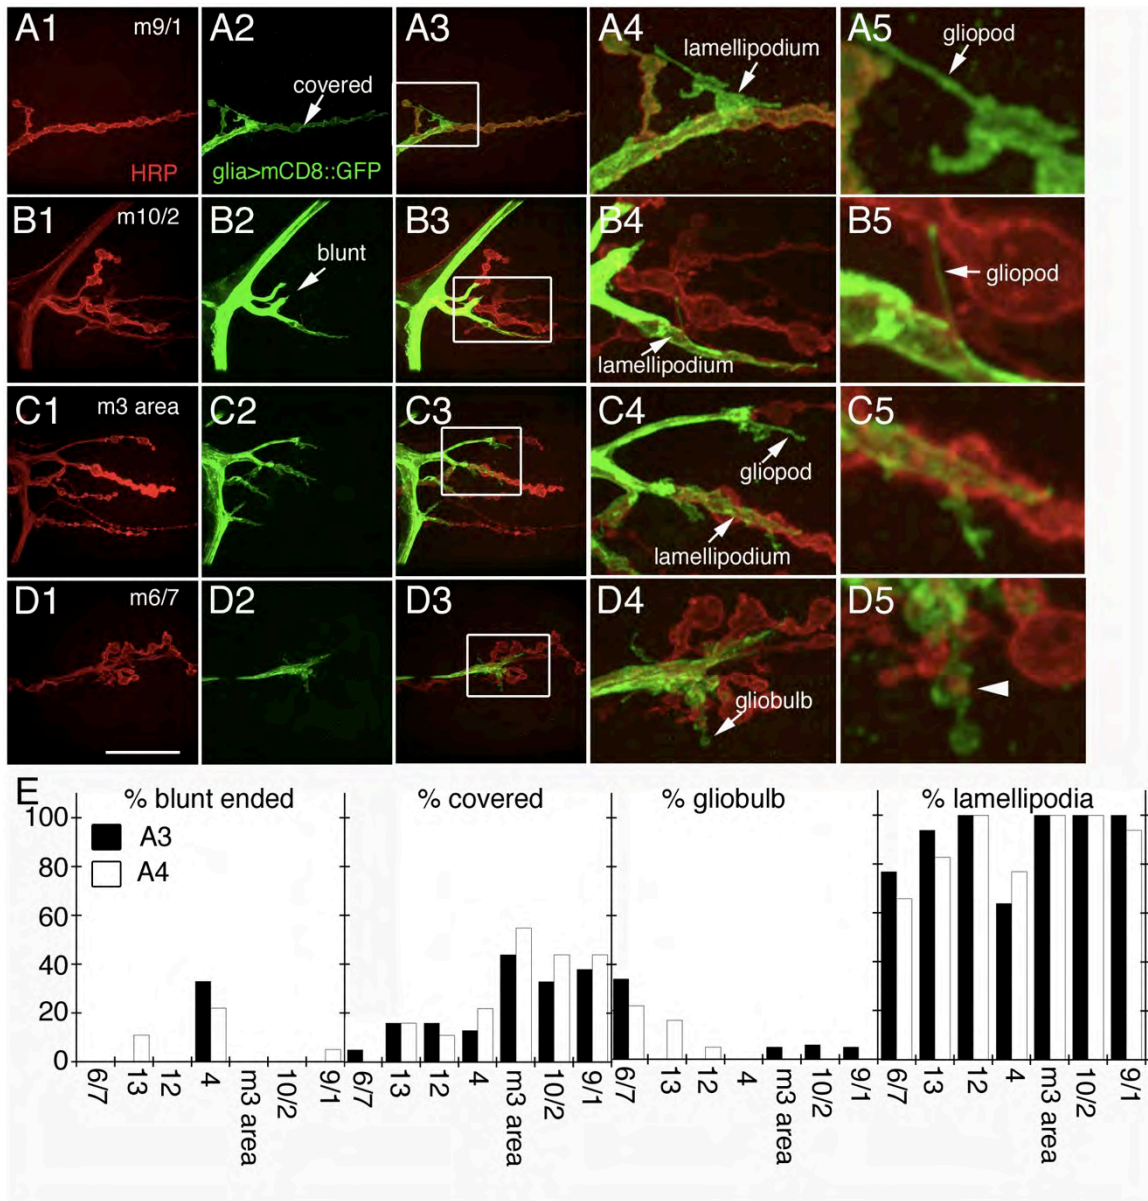 A1 m9/1 A2 A3 A4 A5
covered
lamellipodium
gliopod
HRP glia>mCD8::GFP
B1 m10/2 B2 B3 B4 B5
blunt
gliopod
lamellipodium
C1 m3 area C2 C3 C4 C5
gliopod
lamellipodium
D1 m6/7 D2 D3 D4 D5
gliobulb
E % blunt ended % covered % gliobulb % lamellipodia
100
A3
80
A4
60
40
20
0
6/7 13 12 4 m3 area 10/2 9/1 6/7 13 12 4 m3 area 10/2 9/1 6/7 13 12 4 m3 area 10/2 9/1 6/7 13 12 4 m3 area 10/2 9/1